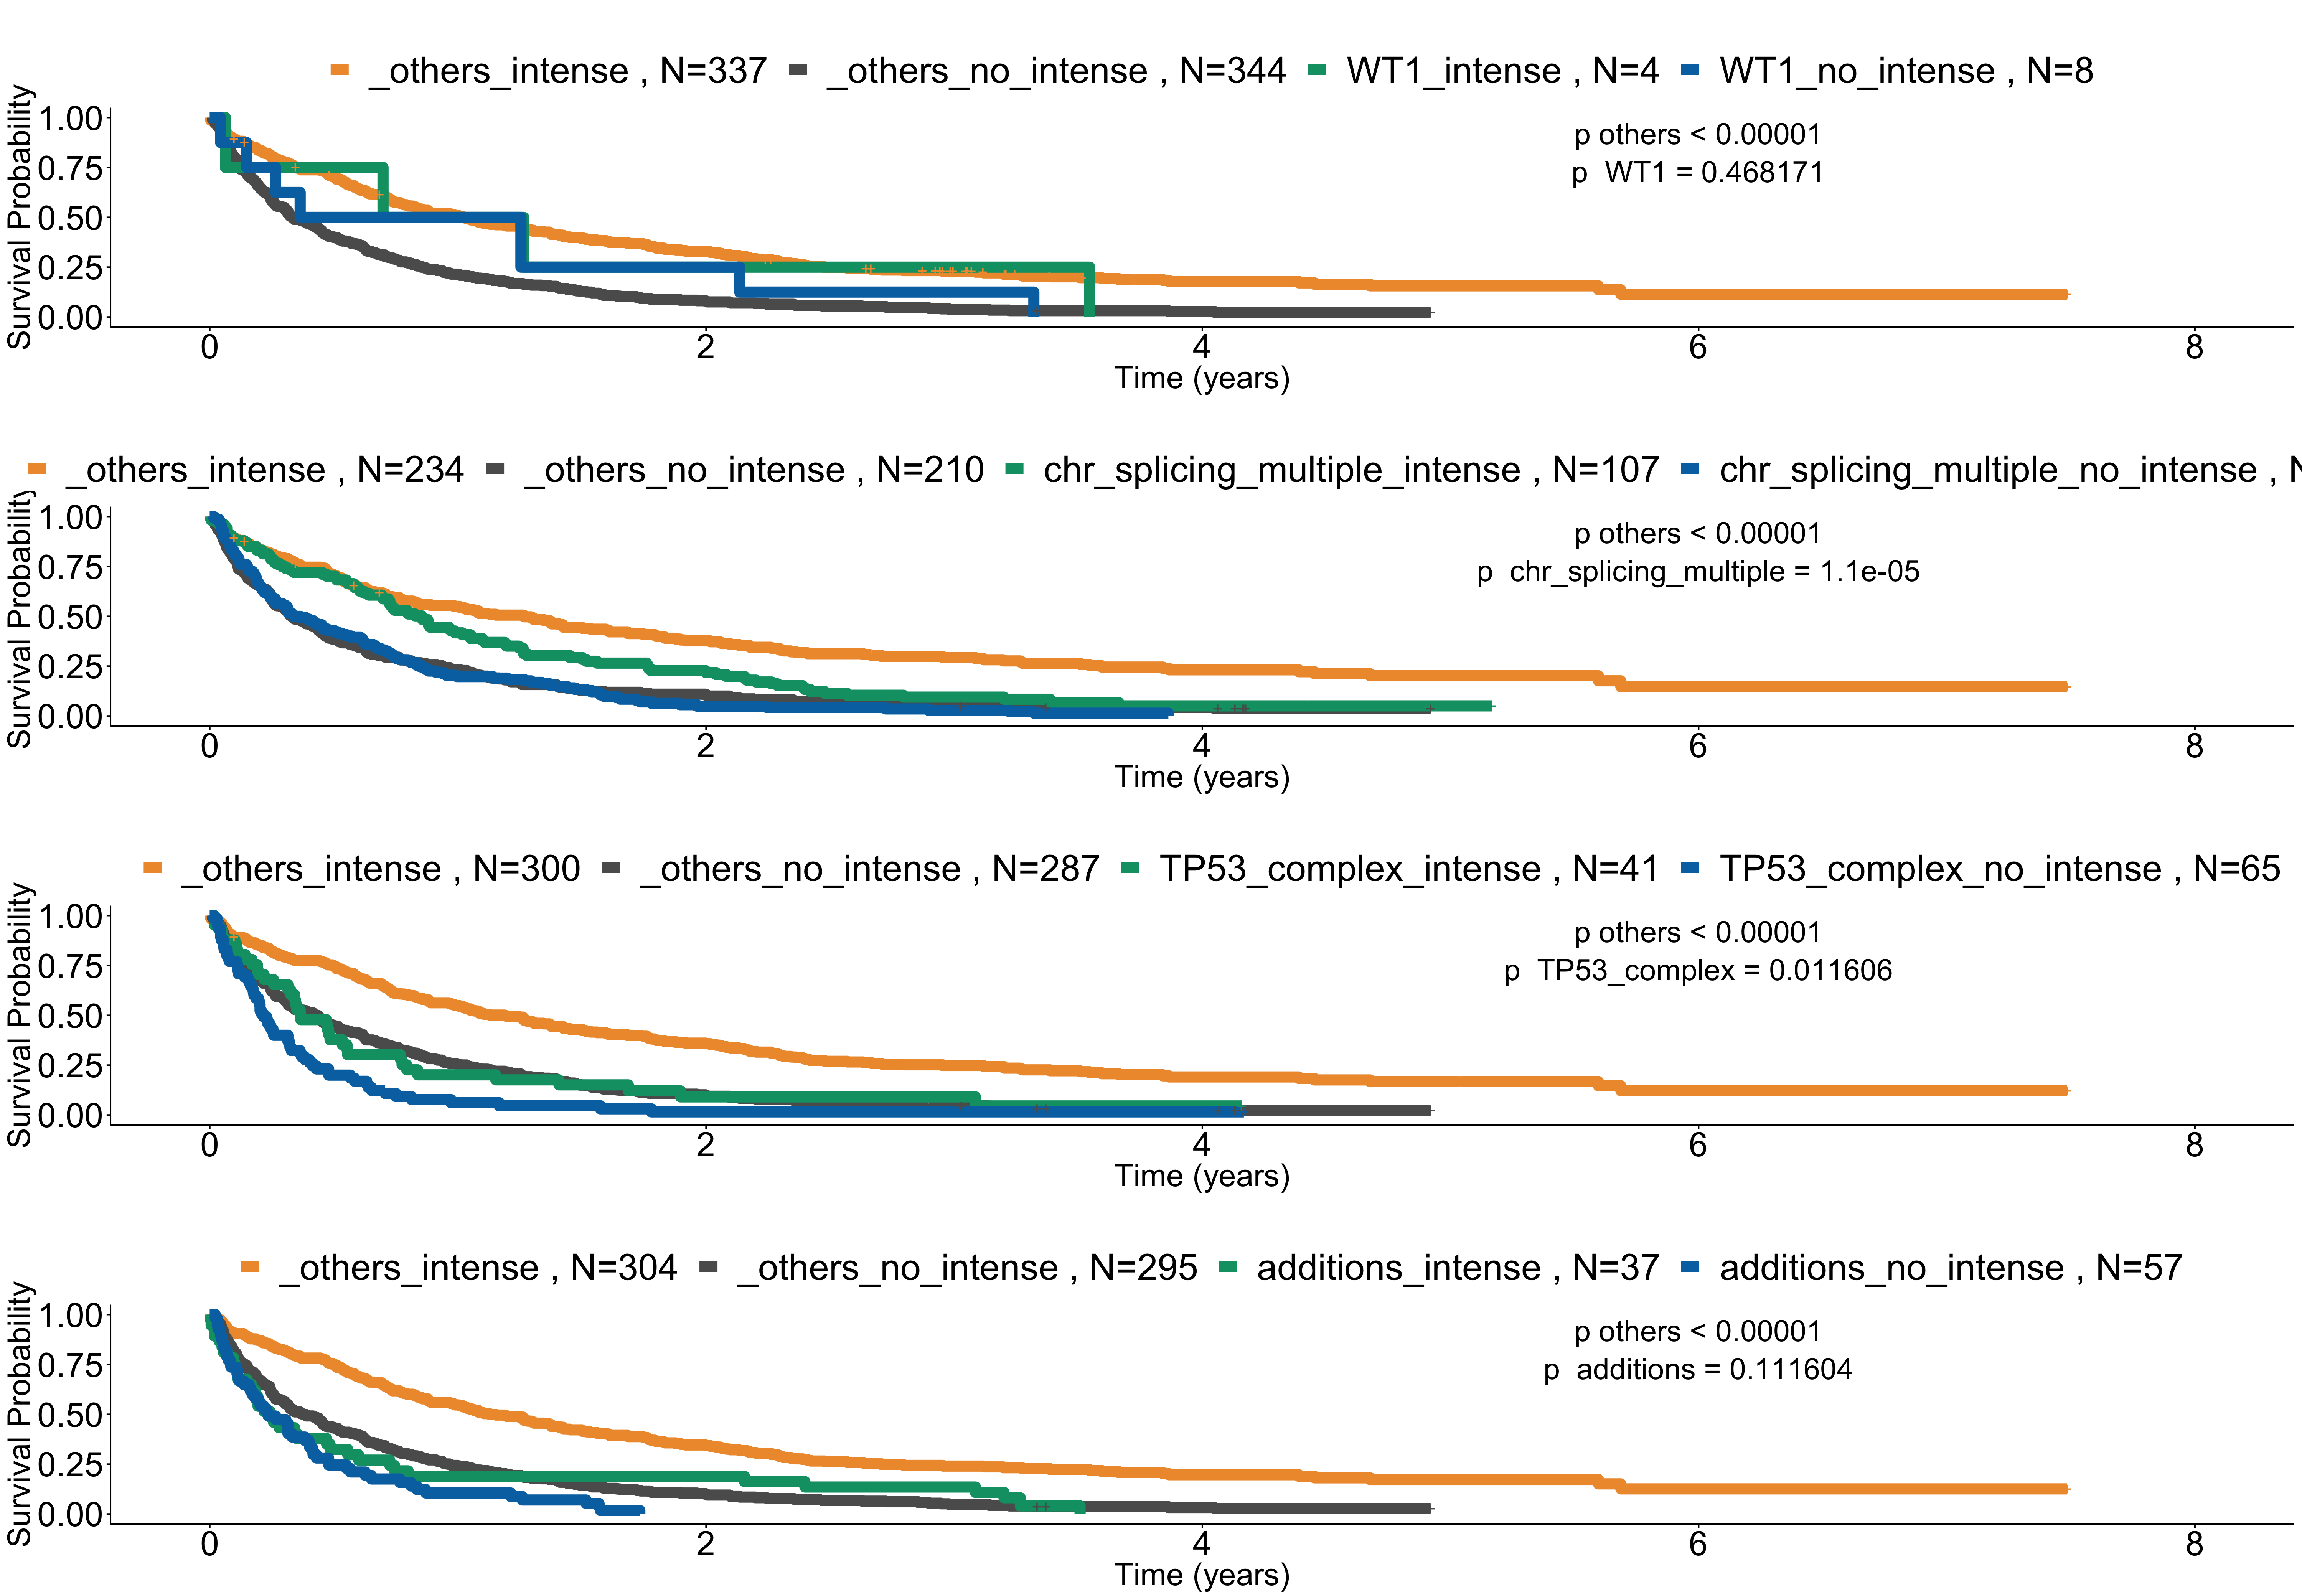 _others_intense , N=337 _others_no_intense , N=344 WT1_intense , N=4 WT1_no_intense , N=8
Survival Probability
1.00
0.75
0.50
0.25
0.00
p others < 0.00001
p WT1 = 0.468171
0 2 4 6 8
Time (years)
_others_intense , N=234 _others_no_intense , N=210 chr_splicing_multiple_intense , N=107 chr_splicing_multiple_no_intense , N
Survival Probability
1.00
0.75
0.50
0.25
0.00
p others < 0.00001
p chr_splicing_multiple = 1.1e-05
0 2 4 6 8
Time (years)
_others_intense , N=300 _others_no_intense , N=287 TP53_complex_intense , N=41 TP53_complex_no_intense , N=65
Survival Probability
1.00
0.75
0.50
0.25
0.00
p others < 0.00001
p TP53_complex = 0.011606
0 2 4 6 8
Time (years)
_others_intense , N=304 _others_no_intense , N=295 additions_intense , N=37 additions_no_intense , N=57
Survival Probability
1.00
0.75
0.50
0.25
0.00
p others < 0.00001
p additions = 0.111604
0 2 4 6 8
Time (years)